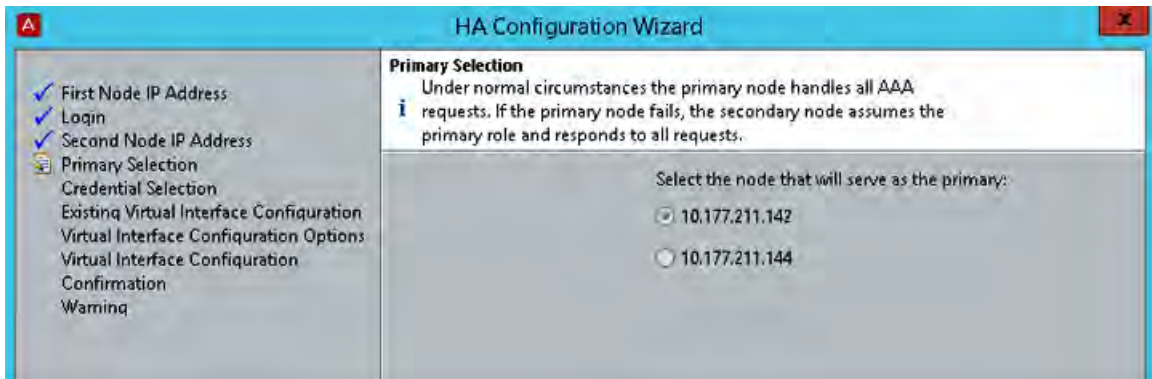 A
HA Configuration Wizard
x
First Node IP Address
Login
Second Node IP Address
Primary Selection
Credential Selection
Existing Virtual Interface Configuration
Virtual Interface Configuration Options
Virtual Interface Configuration
Confirmation
Warning
Primary Selection
Under normal circumstances the primary node handles all AAA
i requests. If the primary node fails, the secondary node assumes the
primary role and responds to all requests.
Select the node that will serve as the primary:
10.177.211.142
10.177.211.144